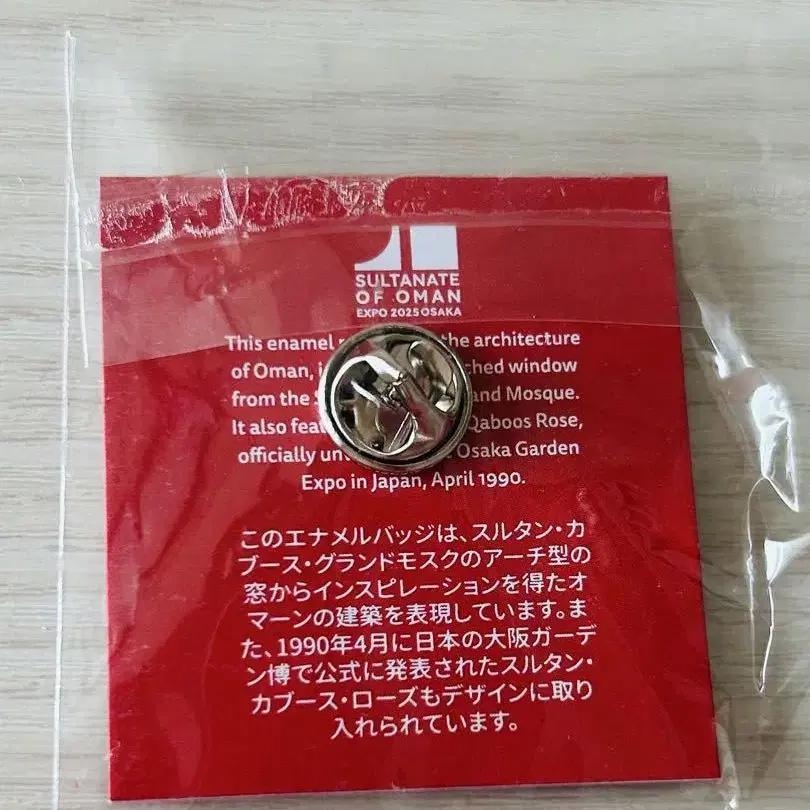 SULTANATE
OF OMAN
EXPO 2025 OSAKA
This enamel the architecture
of Oman, window
from the Mosque.
It also Qaboos Rose,
officially Osaka Garden
Expo in Japan, April 1990.
このエナメルバッジは、スルタン・カ
ブース・グランドモスクのアーチ型の
窓からインスピレーションを得たオ
マーンの建築を表現しています。ま
た、1990年4月に日本の大阪ガーデ
ン博で公式に発表されたスルタン・
カブース・ローズもデザインに取り
入れられています。